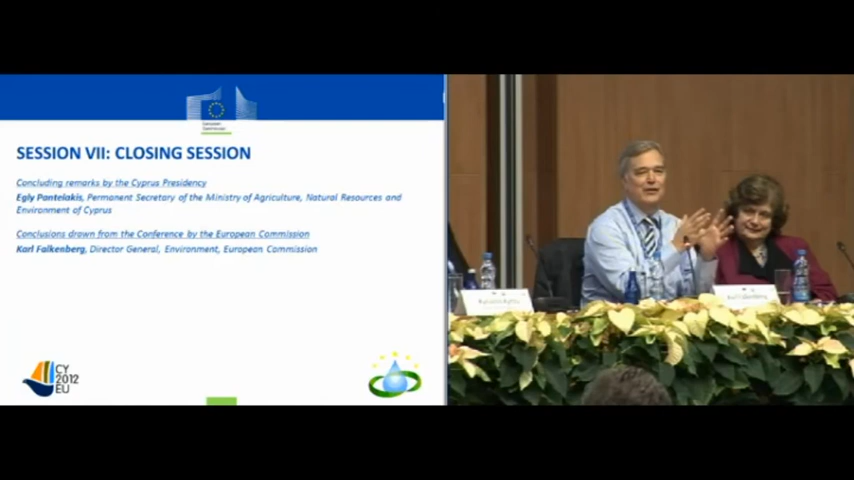 SESSION VII: CLOSING SESSION
Concluding remarks by the Cyprus Presidency
Egly Pantelakis, Permanent Secretary of the Ministry of Agriculture, Natural Resources and
Environment of Cyprus
Conclusions drawn from the Conference by the European Commission
Karl Falkenberg, Director General, Environment, European Commission
CY
2012
EU
Karl Falkenberg